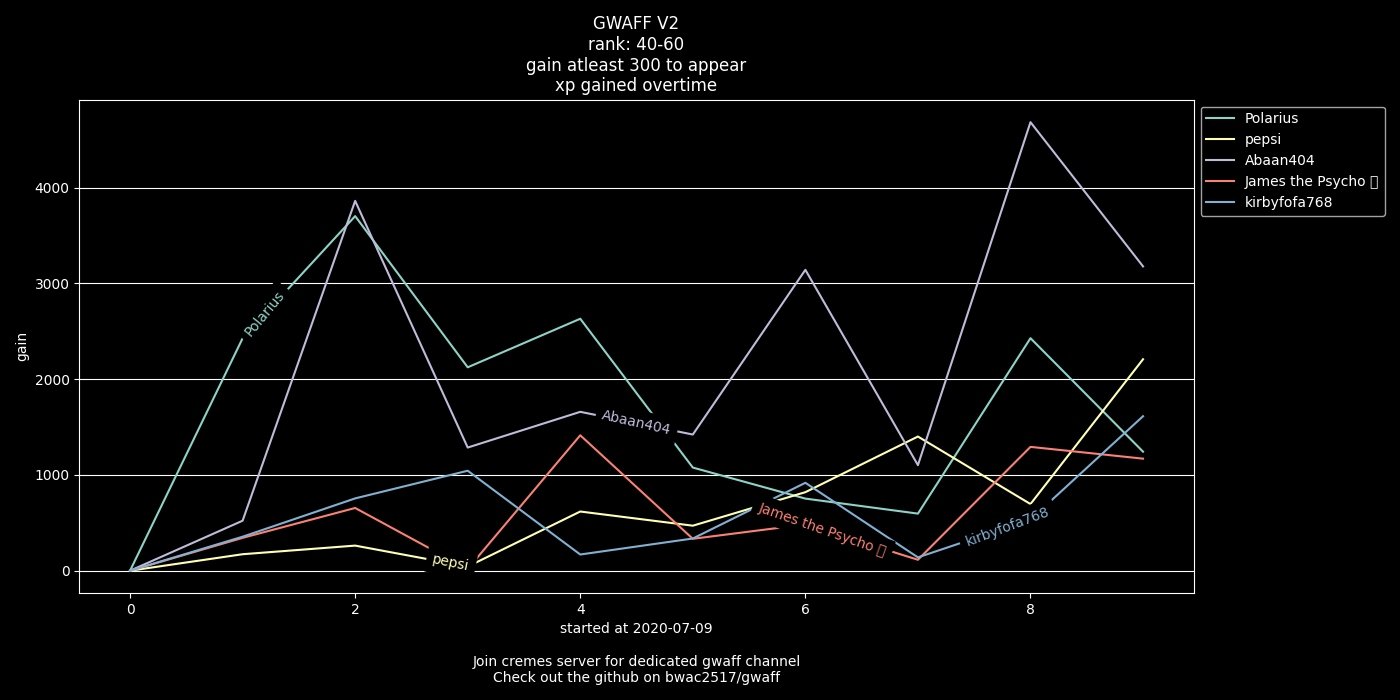 GWAFF V2
rank: 40-60
gain atleast 300 to appear
xp gained overtime
Polarius
pepsi
Abaan404
James the Psycho
kirbyfofa768
4000
3000
2000
1000
0
gain
Polarius
Abaan404
pepsi
James the Psycho
kirbyfofa768
0 2 4 6 8
started at 2020-07-09
Join cremes server for dedicated gwaff channel
Check out the github on bwac2517/gwaff